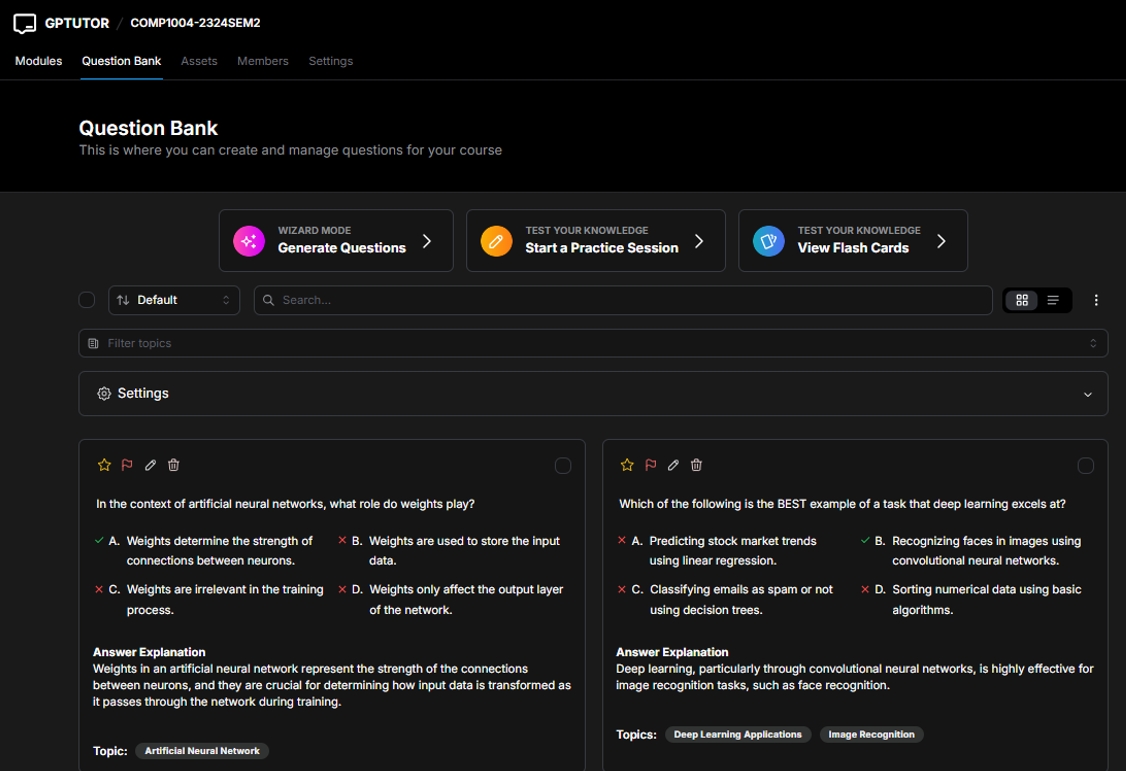 GPTUTOR / COMP1004-2324SEM2
Modules Question Bank Assets Members Settings
Question Bank
This is where you can create and manage questions for your course
WIZARD MODE
Generate Questions
TEST YOUR KNOWLEDGE
Start a Practice Session
TEST YOUR KNOWLEDGE
View Flash Cards
Default
Search...
Filter topics
Settings
In the context of artificial neural networks, what role do weights play?
A. Weights determine the strength of
connections between neurons.
B. Weights are used to store the input
data.
C. Weights are irrelevant in the training
process.
D. Weights only affect the output layer
of the network.
Answer Explanation
Weights in an artificial neural network represent the strength of the connections
between neurons, and they are crucial for determining how input data is transformed as
it passes through the network during training.
Topic: Artificial Neural Network
Which of the following is the BEST example of a task that deep learning excels at?
A. Predicting stock market trends
using linear regression.
B. Recognizing faces in images using
convolutional neural networks.
C. Classifying emails as spam or not
using decision trees.
D. Sorting numerical data using basic
algorithms.
Answer Explanation
Deep learning, particularly through convolutional neural networks, is highly effective for
image recognition tasks, such as face recognition.
Topics: Deep Learning Applications Image Recognition